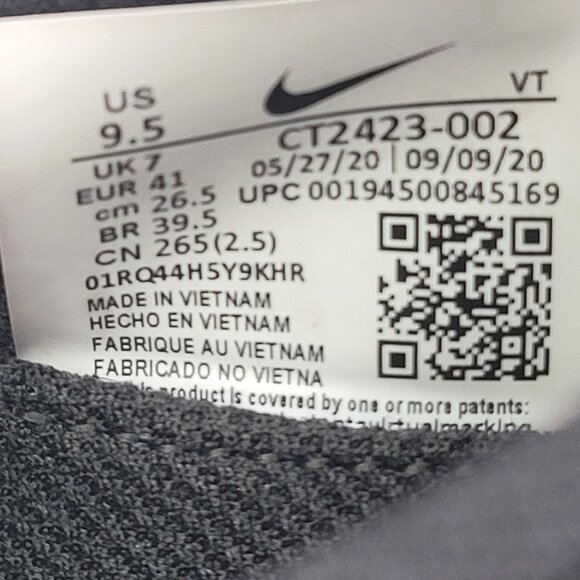 US
VT
9.5
CT2423-002
UK 7
05/27/20 | 09/09/20
EUR 41
UPC 00194500845169
cm 26.5
BR 39.5
CN 265(2.5)
01RQ44H5Y9KHR
MADE IN VIETNAM
HECHO EN VIETNAM
FABRIQUE AU VIETNAM
FABRICADO NO VIETNA
product is covered by one or more patents: